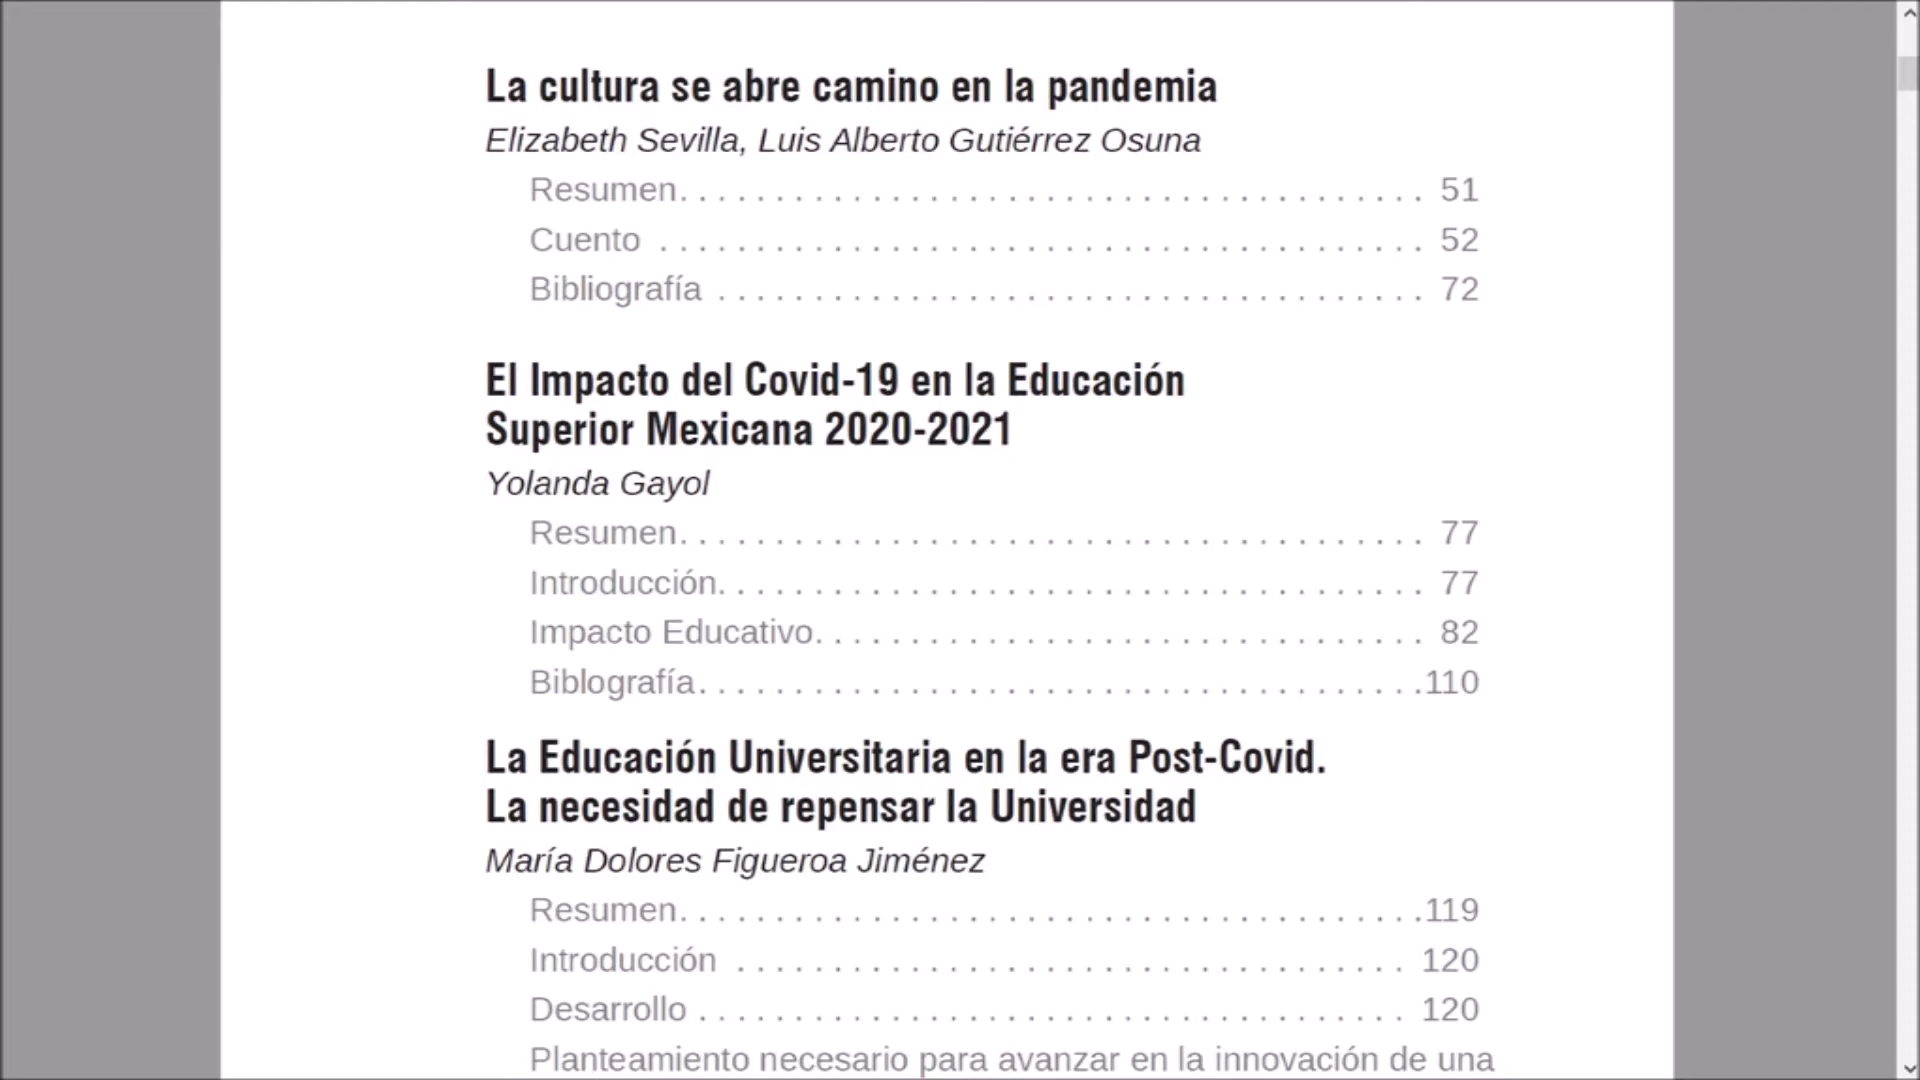 La cultura se abre camino en la pandemia
Elizabeth Sevilla, Luis Alberto Gutiérrez Osuna
Resumen. . . . . . . . . . . . . . . . . . . . . . . . . . . . . . . . . . . . . . . 51
Cuento . . . . . . . . . . . . . . . . . . . . . . . . . . . . . . . . . . . . . . . . 52
Bibliografía . . . . . . . . . . . . . . . . . . . . . . . . . . . . . . . . . . . . . 72
El Impacto del Covid-19 en la Educación
Superior Mexicana 2020-2021
Yolanda Gayol
Resumen. . . . . . . . . . . . . . . . . . . . . . . . . . . . . . . . . . . . . . . 77
Introducción. . . . . . . . . . . . . . . . . . . . . . . . . . . . . . . . . . . . . 77
Impacto Educativo. . . . . . . . . . . . . . . . . . . . . . . . . . . . . . . . 82
Biblografía. . . . . . . . . . . . . . . . . . . . . . . . . . . . . . . . . . . . . .110
La Educación Universitaria en la era Post-Covid.
La necesidad de repensar la Universidad
María Dolores Figueroa Jiménez
Resumen. . . . . . . . . . . . . . . . . . . . . . . . . . . . . . . . . . . . . . .119
Introducción . . . . . . . . . . . . . . . . . . . . . . . . . . . . . . . . . . . 120
Desarrollo . . . . . . . . . . . . . . . . . . . . . . . . . . . . . . . . . . . . . 120
Planteamiento necesario para avanzar en la innovación de una